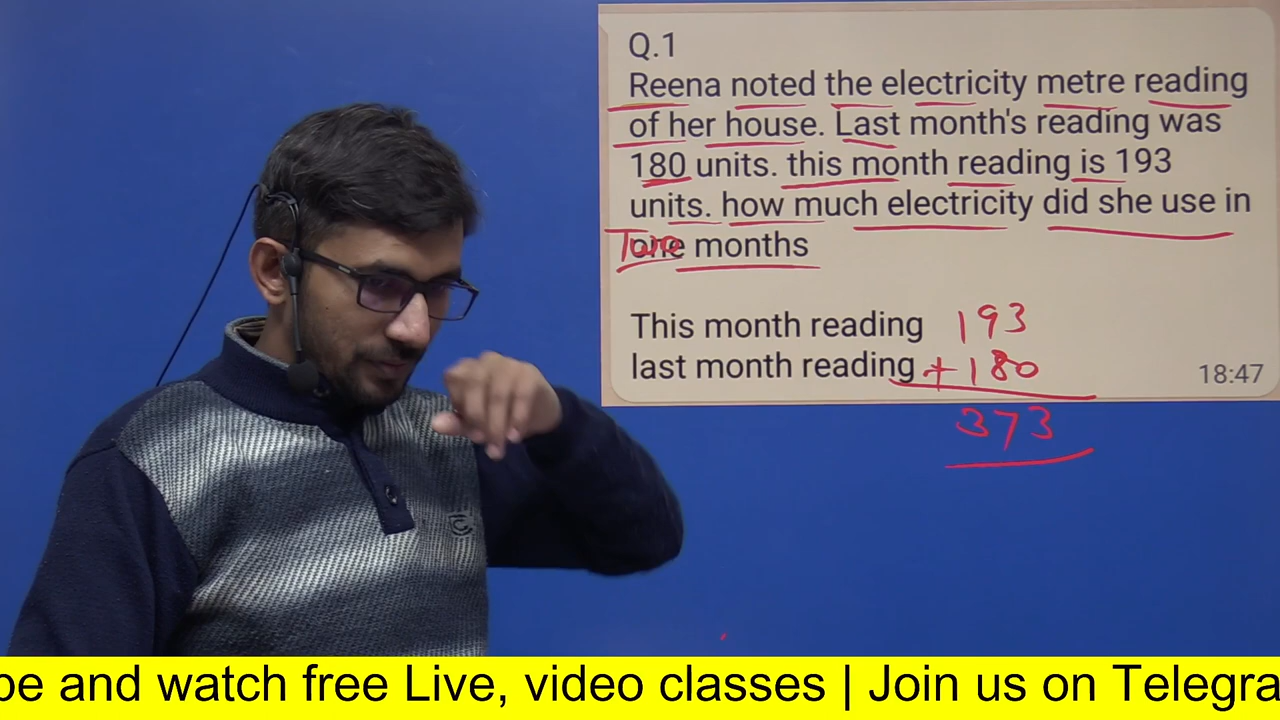 Q.1
Reena noted the electricity metre reading
of her house. Last month's reading was
180 units. this month reading is 193
units. how much electricity did she use in
Two one months
This month reading 193
last month reading + 180
18:47
373
be and watch free Live, video classes | Join us on Telegra